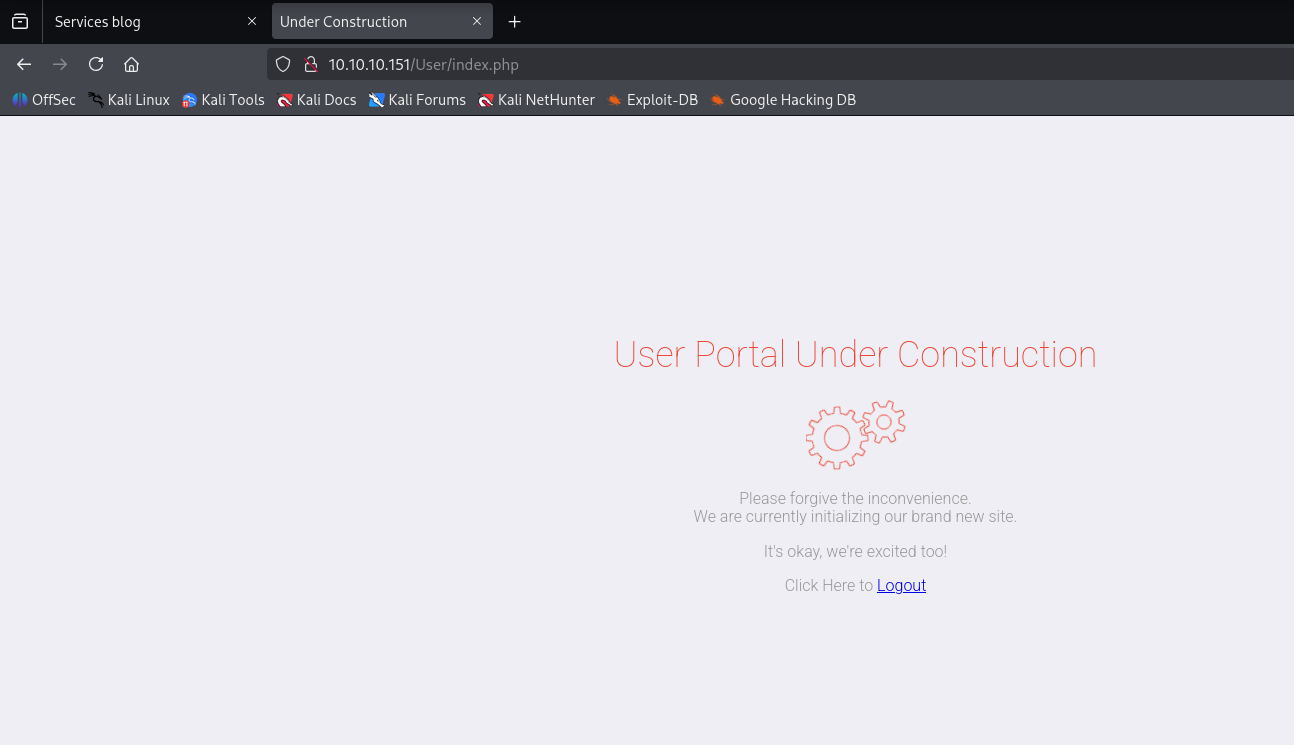 Services blog
Under Construction
10.10.10.151/User/index.php
OffSec Kali Linux Kali Tools Kali Docs Kali Forums Kali NetHunter Exploit-DB Google Hacking DB
User Portal Under Construction
Please forgive the inconvenience.
We are currently initializing our brand new site.
It's okay, we're excited too!
Click Here to Logout